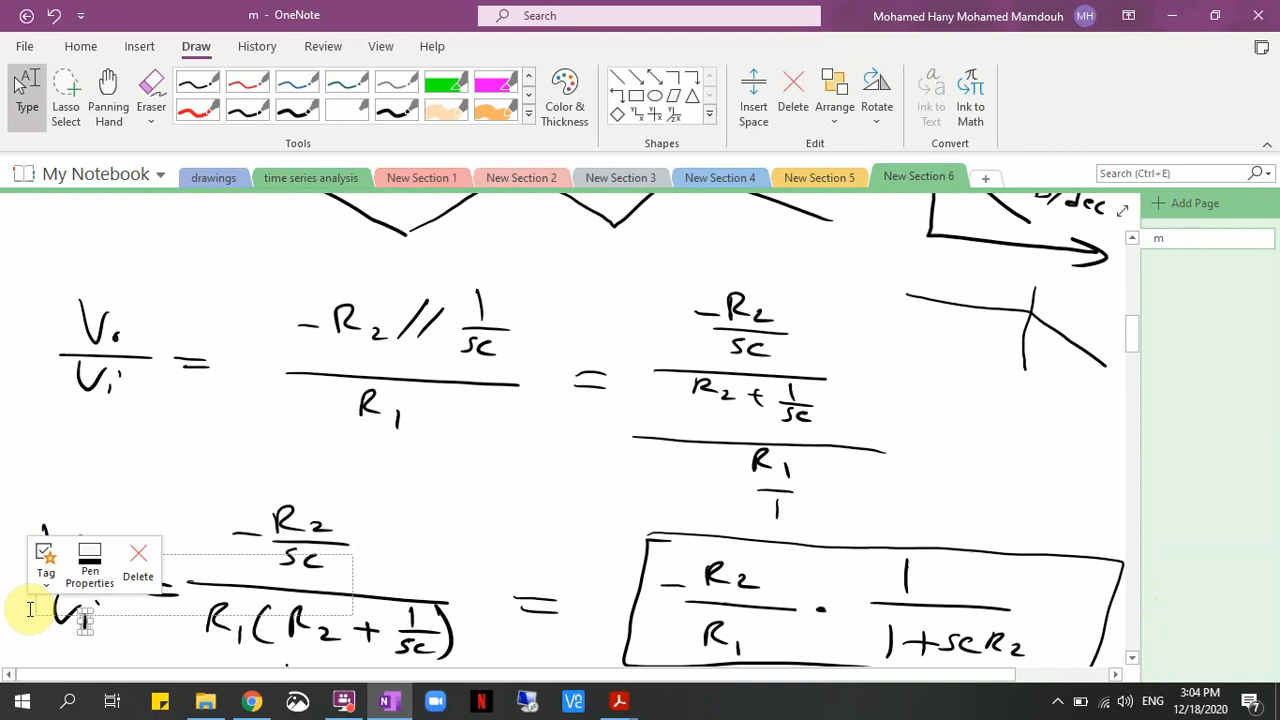 m - OneNote
Search
Mohamed Hany Mohamed Mamdouh MH
File Home Insert Draw History Review View Help
Type
Lasso Select
Panning Hand
Eraser
Color & Thickness
Insert Space
Delete
Arrange
Rotate
Ink to Text
Ink to Math
Tools Shapes Edit Convert
My Notebook drawings time series analysis New Section 1 New Section 2 New Section 3 New Section 4 New Section 5 New Section 6 Search (Ctrl+E)
Add Page
m
/dec
Vo/Vi = (-R2 // 1/sc) / R1 = ((-R2/sc) / (R2 + 1/sc)) / (R1/1)
Vi = (-R2/sc) / (R1(R2 + 1/sc)) = -R2/R1 . 1/(1+scR2)
Tag
Pen Properties
Delete
ENG
3:04 PM
12/18/2020
7